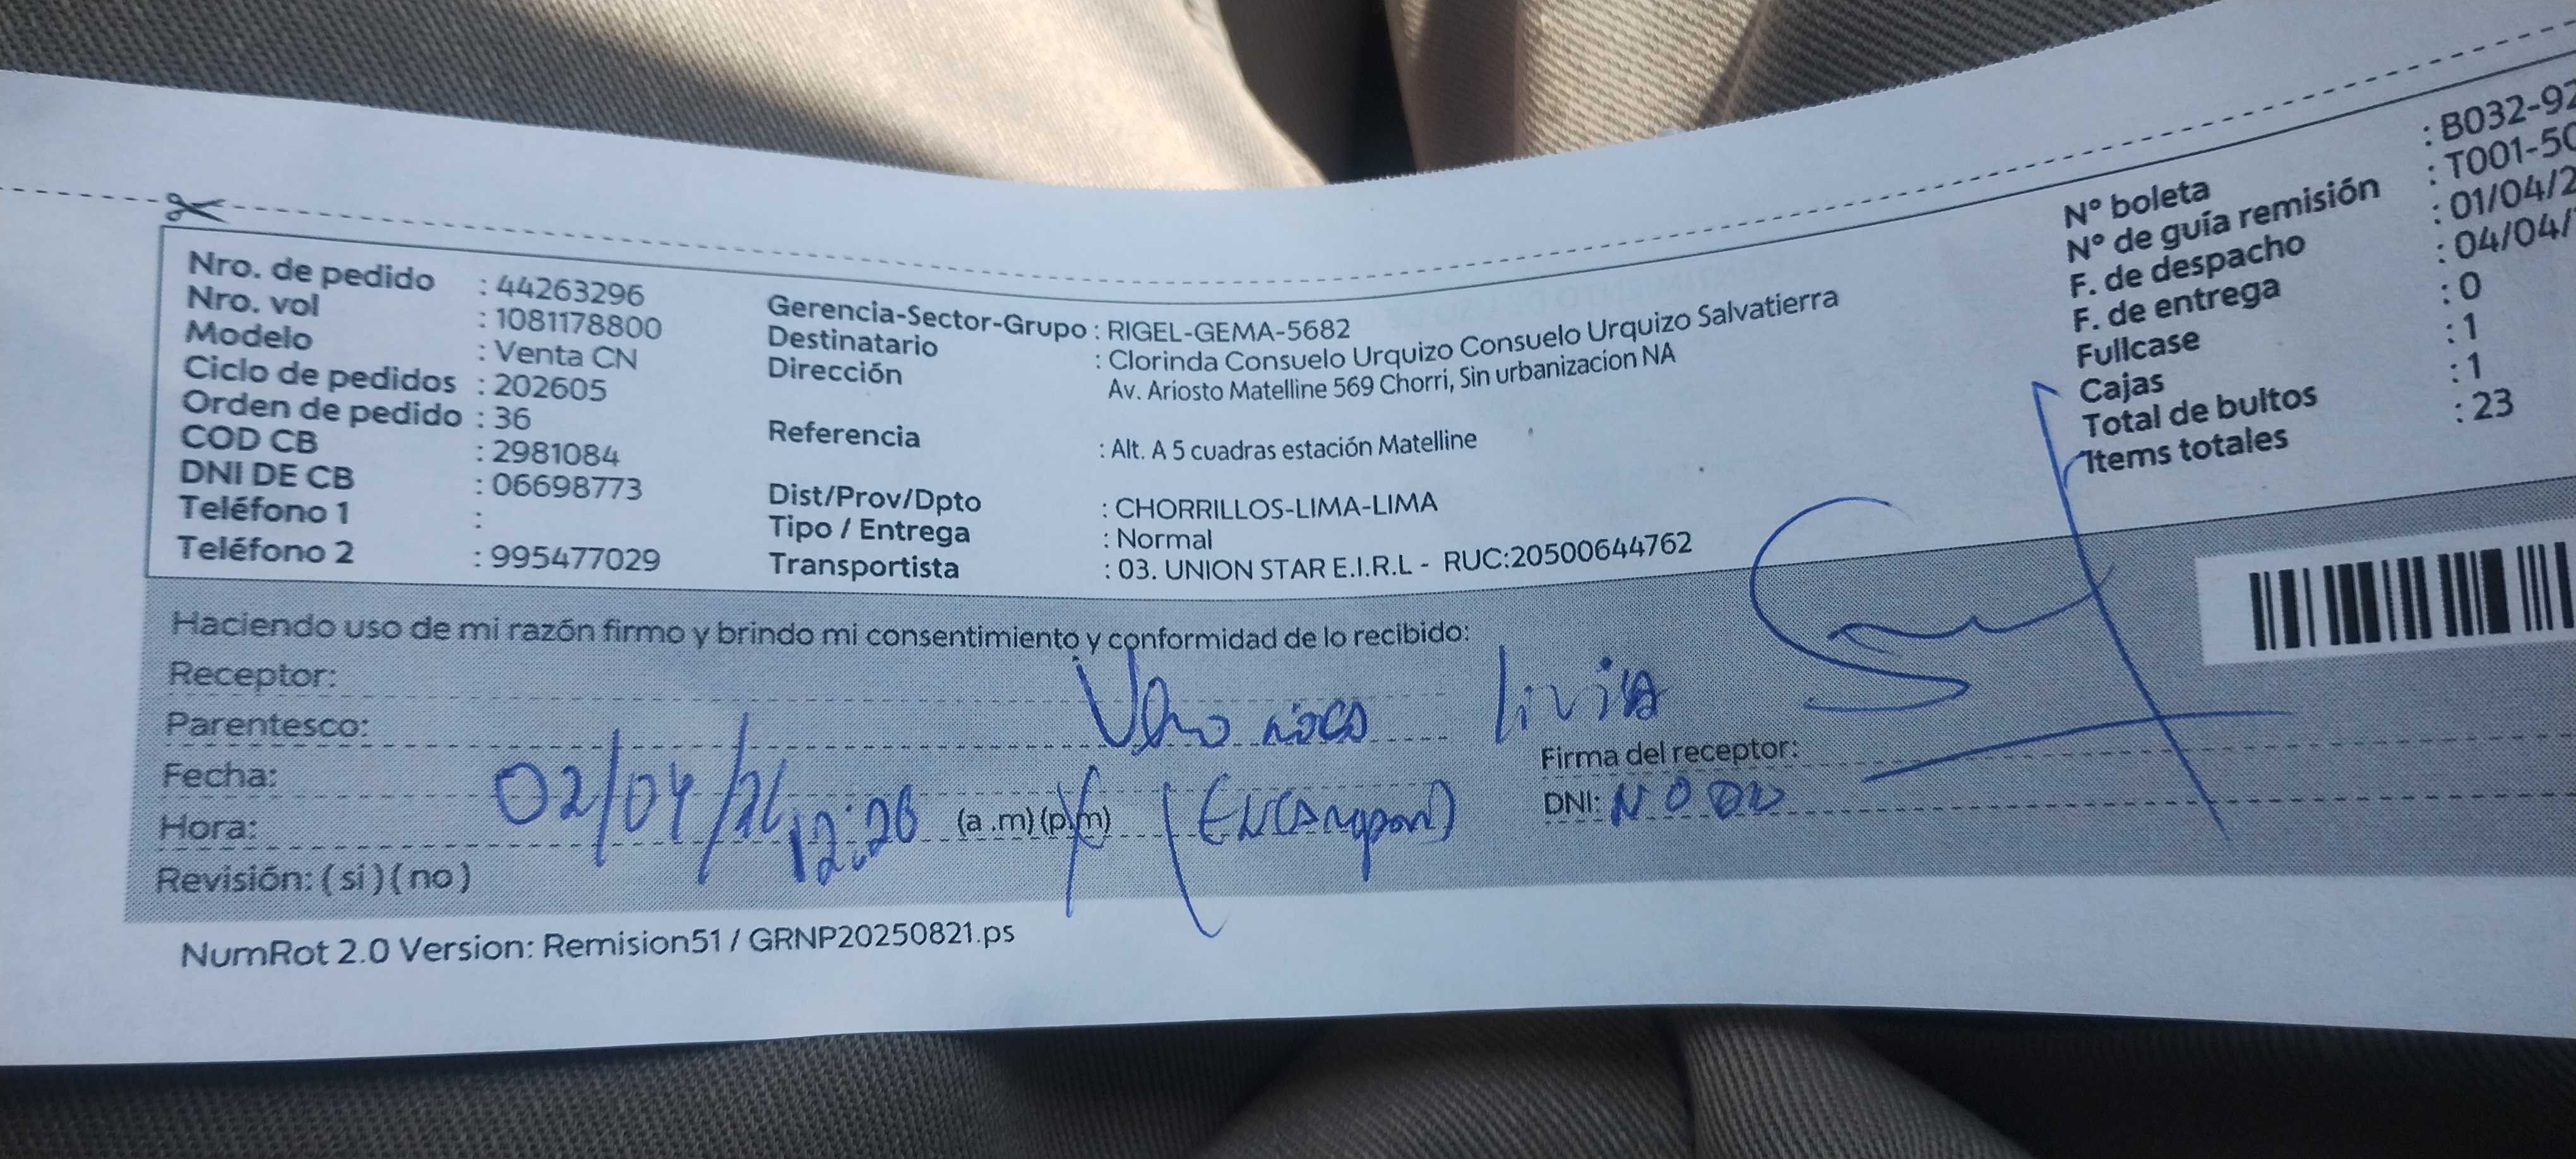 Nro. de pedido : 44263296
Nro. vol : 1081178800
Modelo : Venta CN
Ciclo de pedidos : 202605
Orden de pedido : 36
COD CB : 2981084
DNI DE CB : 06698773
Teléfono 1 :
Teléfono 2 : 995477029
Gerencia-Sector-Grupo : RIGEL-GEMA-5682
Destinatario : Clorinda Consuelo Urquizo Consuelo Urquizo Salvatierra
Dirección Av. Ariosto Matelline 569 Chorri, Sin urbanizacion NA
Referencia : Alt. A 5 cuadras estación Matelline
Dist/Prov/Dpto : CHORRILLOS-LIMA-LIMA
Tipo / Entrega : Normal
Transportista : 03. UNION STAR E.I.R.L - RUC:20500644762
N° boleta : B032-92
N° de guía remisión : T001-50
F. de despacho : 01/04/2
F. de entrega : 04/04/
Fullcase : 0
Cajas : 1
Total de bultos : 1
Items totales : 23
Haciendo uso de mi razón firmo y brindo mi consentimiento y conformidad de lo recibido:
Receptor:
Parentesco: livia
Fecha: 02/04/26
Hora: 12:20 (a .m) (p.m)
Revisión: ( si ) ( no )
Firma del receptor:
DNI:
NumRot 2.0 Version: Remision51 / GRNP20250821.ps